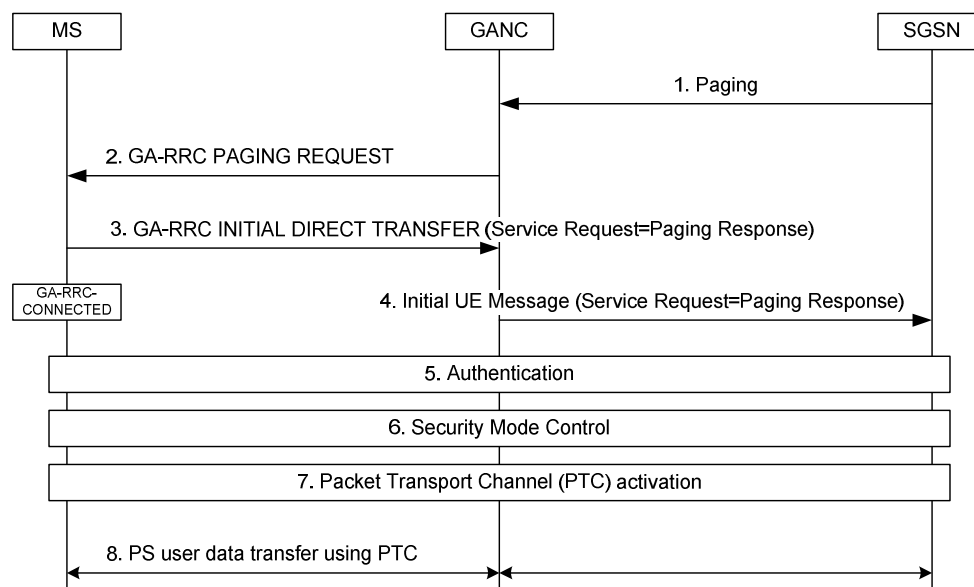 MS
GANC
SGSN
1. Paging
2. GA-RRC PAGING REQUEST
3. GA-RRC INITIAL DIRECT TRANSFER (Service Request=Paging Response)
GA-RRC-
CONNECTED
4. Initial UE Message (Service Request=Paging Response)
5. Authentication
6. Security Mode Control
7. Packet Transport Channel (PTC) activation
8. PS user data transfer using PTC